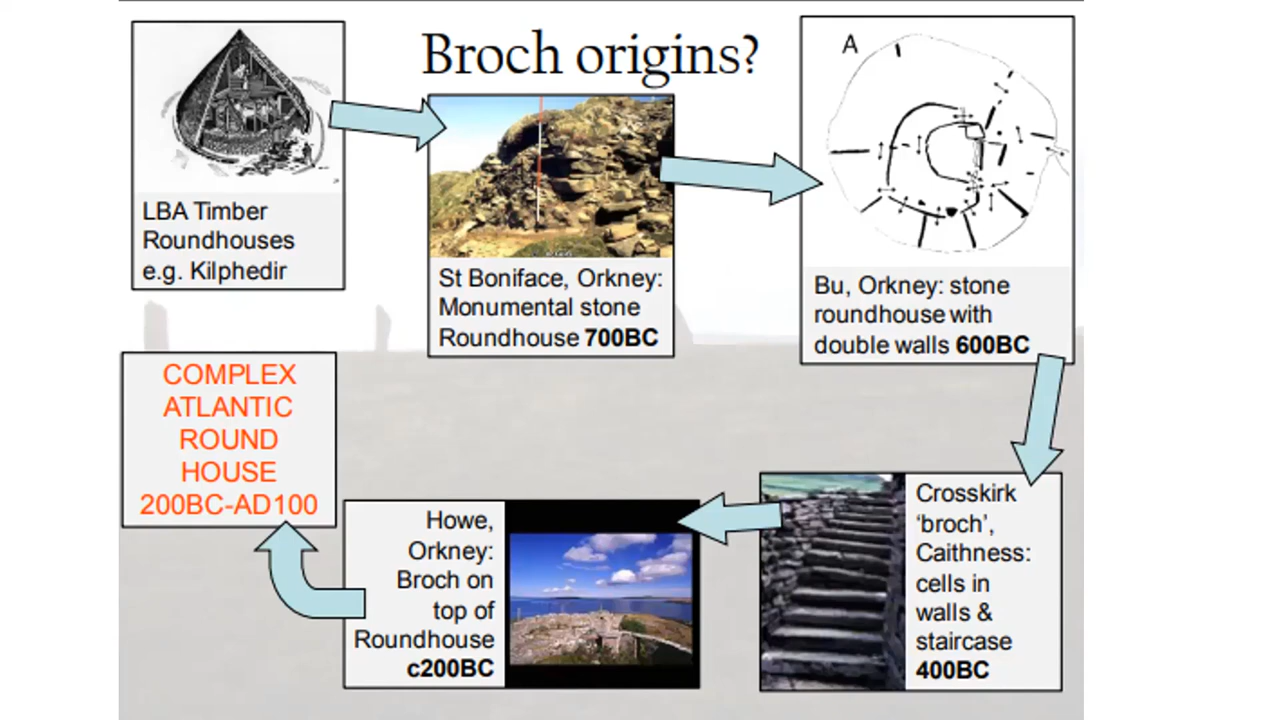 Broch origins?
LBA Timber
Roundhouses
e.g. Kilphedir
St Boniface, Orkney:
Monumental stone
Roundhouse 700BC
A
Bu, Orkney: stone
roundhouse with
double walls 600BC
Crosskirk
‘broch’,
Caithness:
cells in
walls &
staircase
400BC
Howe,
Orkney:
Broch on
top of
Roundhouse
c200BC
COMPLEX
ATLANTIC
ROUND
HOUSE
200BC-AD100